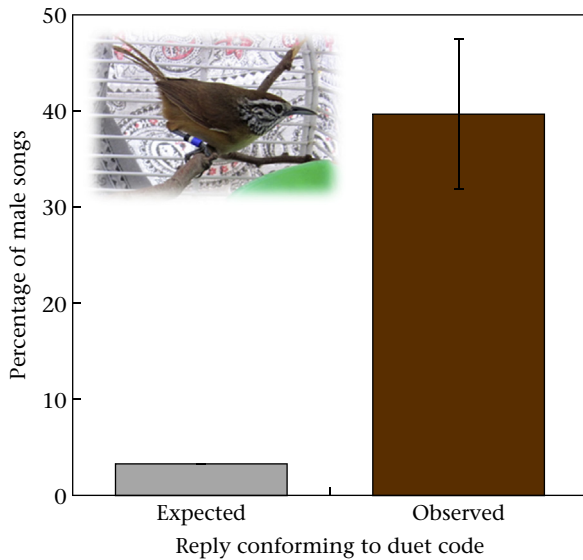 50
40
30
20
10
0
Percentage of male songs
Expected
Observed
Reply conforming to duet code